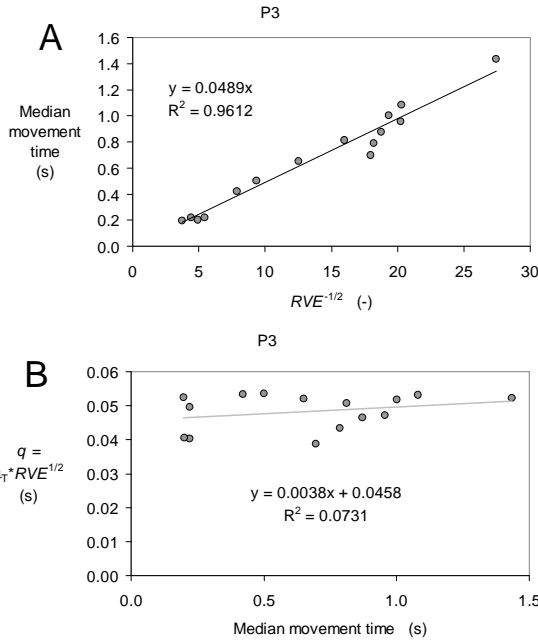 P3
A
Median
movement
time
(s)
1.6
1.4
1.2
1.0
0.8
0.6
0.4
0.2
0.0
y = 0.0489x
R² = 0.9612
0 5 10 15 20 25 30
RVE^-1/2 (-)
P3
B
q =
T*RVE^1/2
(s)
0.06
0.05
0.04
0.03
0.02
0.01
0.00
y = 0.0038x + 0.0458
R² = 0.0731
0.0 0.5 1.0 1.5
Median movement time (s)